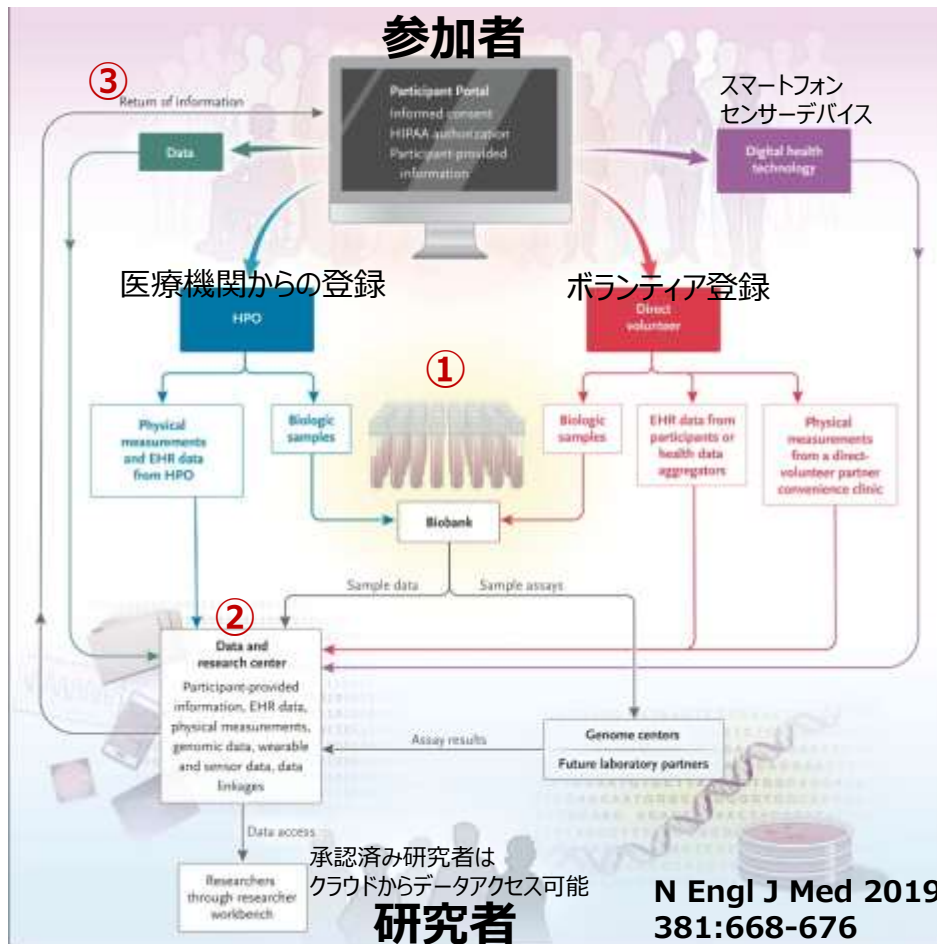 参加者
③
Return of information
Participant Portal
Informed consent
HIPAA authorization
Participant-provided
information
スマートフォン
センサーデバイス
Data
Digital health
technology
医療機関からの登録
ボランティア登録
HPO
Direct
volunteer
①
Physical
measurements
and EHR data
from HPO
Biologic
samples
Biologic
samples
EHR data from
participants or
health data
aggregators
Physical
measurements
from a direct-
volunteer partner
convenience clinic
Biobank
Sample data
Sample assays
②
Data and
research center
Participant-provided
information, EHR data,
physical measurements,
genomic data, wearable
and sensor data, data
linkages
Assay results
Genome centers
Future laboratory partners
Data access
承認済み研究者は
クラウドからデータアクセス可能
Researchers
through researcher
workbench
研究者
N Engl J Med 2019
381:668-676